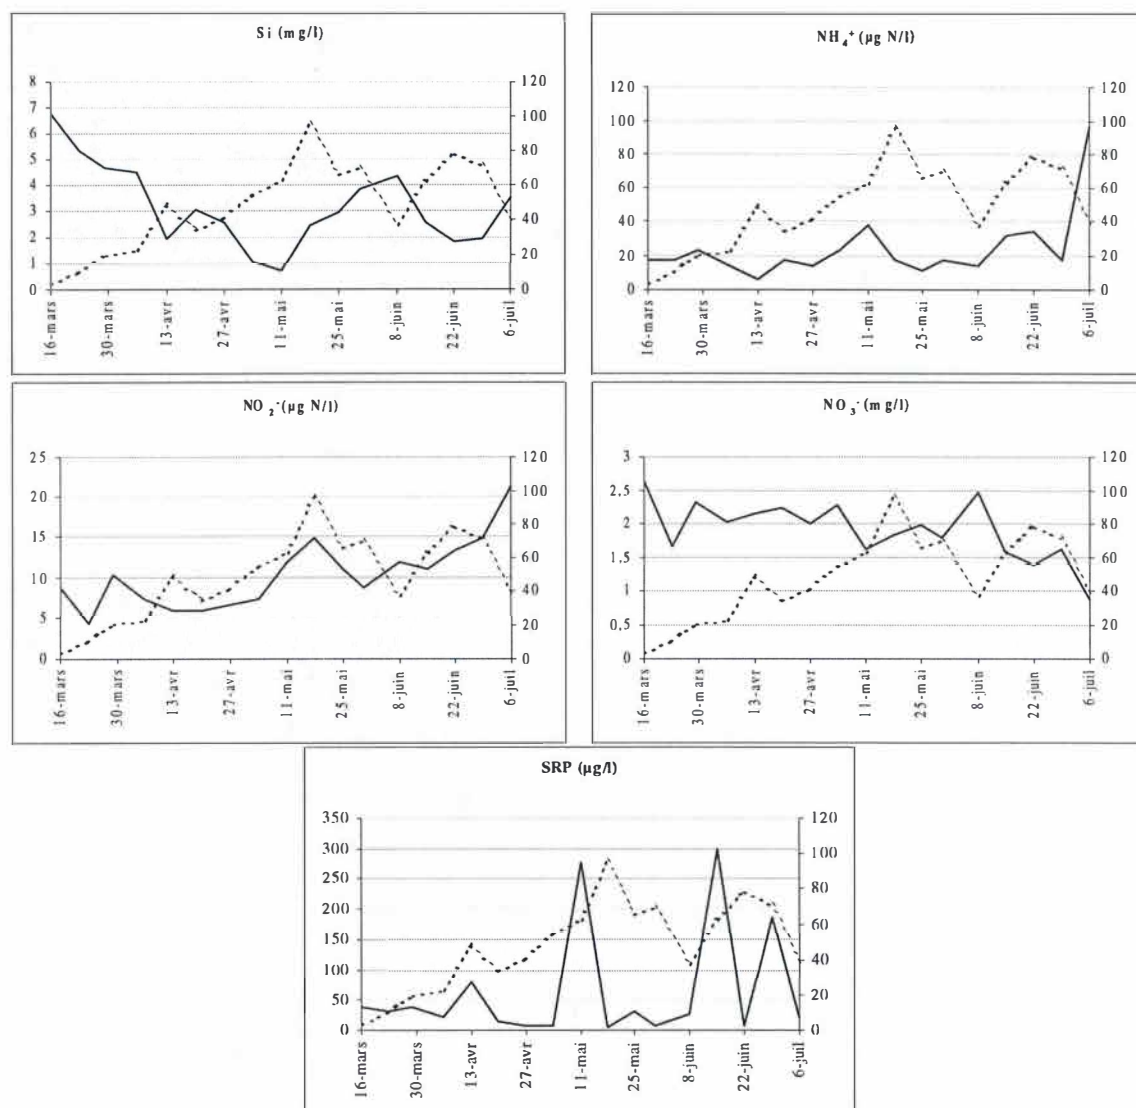 Si (mg/l)
8
7
6
5
4
3
2
1
0
120
100
80
60
40
20
0
16-mars
30-mars
13-avr
27-avr
11-mai
25-mai
8-juin
22-juin
6-juil
NH₄⁺ (µg N/l)
120
100
80
60
40
20
0
120
100
80
60
40
20
0
16-mars
30-mars
13-avr
27-avr
11-mai
25-mai
8-juin
22-juin
6-juil
NO₂⁻ (µg N/l)
25
20
15
10
5
0
120
100
80
60
40
20
0
16-mars
30-mars
13-avr
27-avr
11-mai
25-mai
8-juin
22-juin
6-juil
NO₃⁻ (mg/l)
3
2,5
2
1,5
1
0,5
0
120
100
80
60
40
20
0
16-mars
30-mars
13-avr
27-avr
11-mai
25-mai
8-juin
22-juin
6-juil
SRP (µg/l)
350
300
250
200
150
100
50
0
120
100
80
60
40
20
0
16-mars
30-mars
13-avr
27-avr
11-mai
25-mai
8-juin
22-juin
6-juil